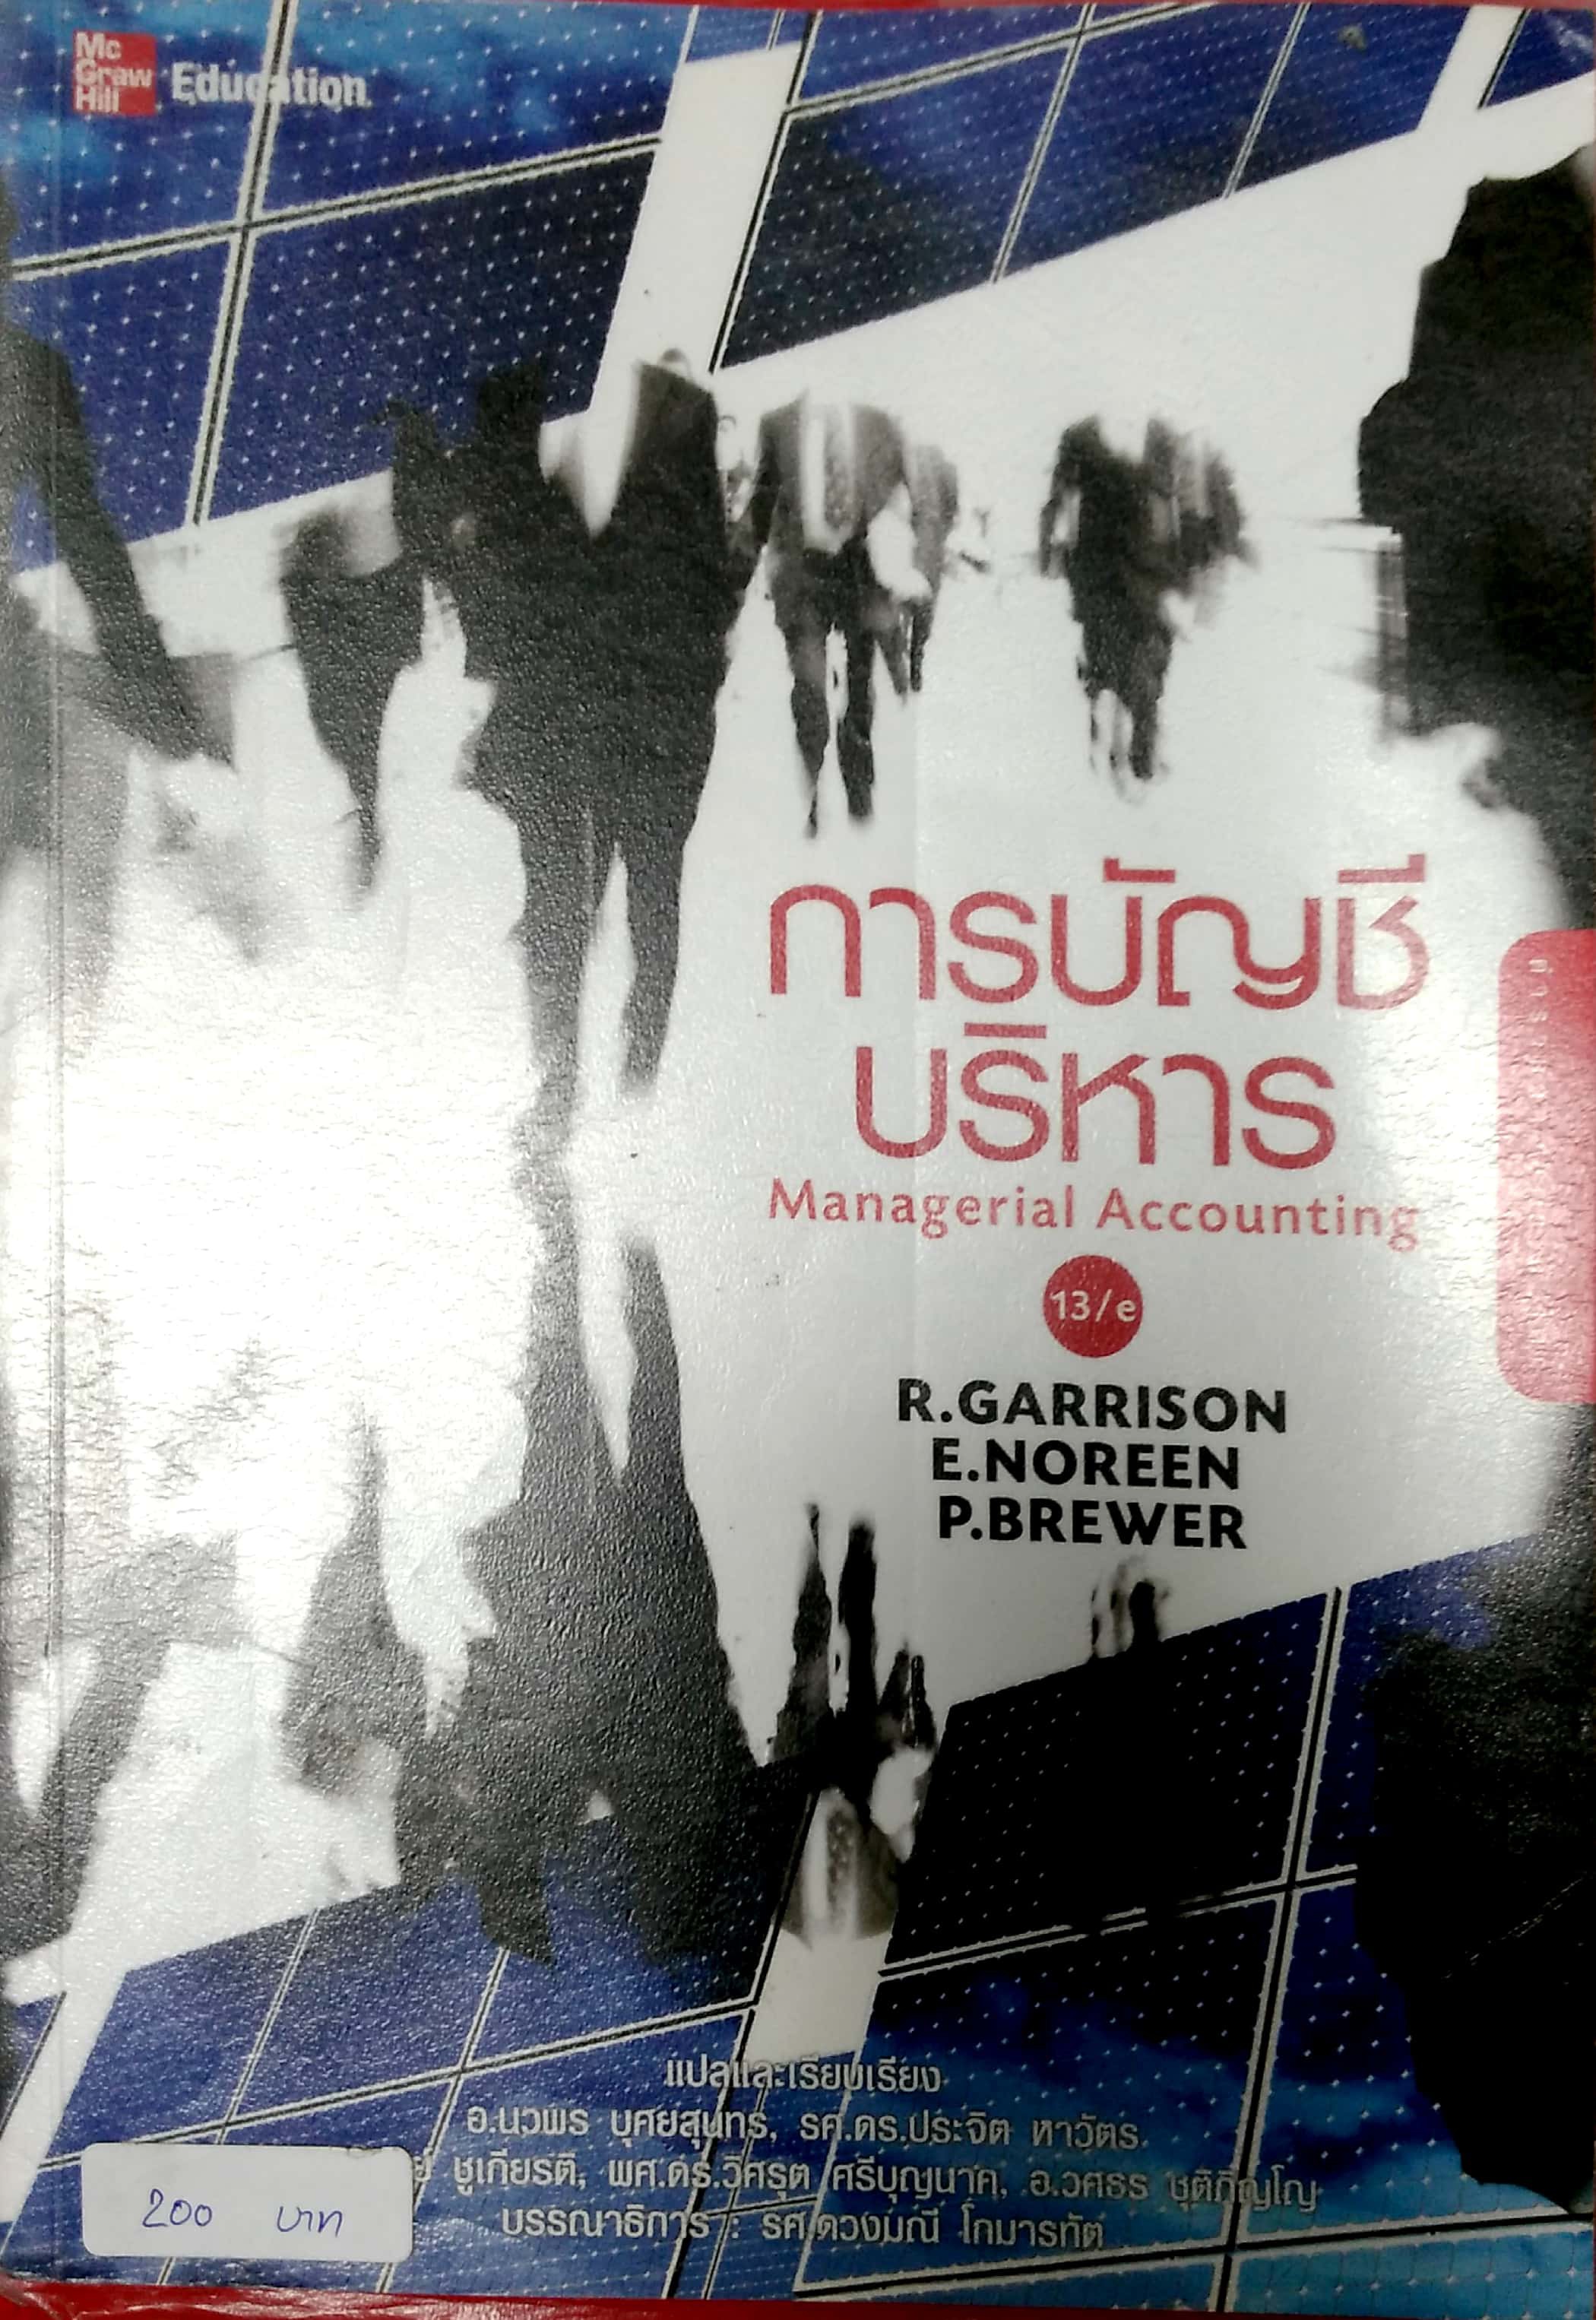 Mc
Graw
Hill
Education
การบัญชี
บริหาร
Managerial Accounting
13/e
R.GARRISON
E.NOREEN
P.BREWER
แปลและเรียบเรียง
อ.นวพร บุศยสุนทร, รศ.ดร.ประจิต หาวัตร,
ชูเกียรติ, ผศ.ดร.วิศรุต ศรีบุญนาค, อ.วศธร ชุติภิญโญ
บรรณาธิการ : รศ.ดวงมณี โกมารทัต
200 บาท